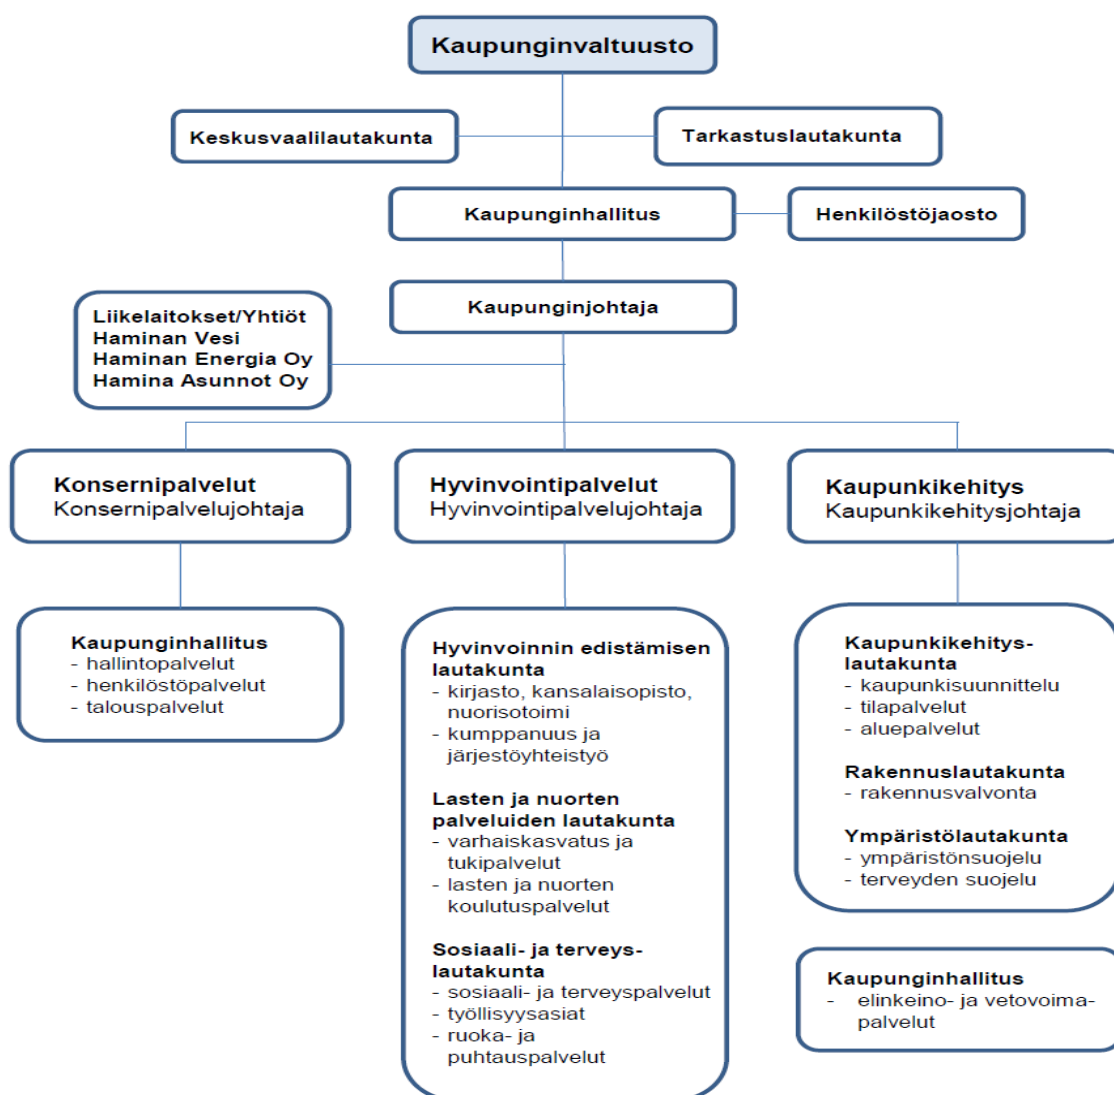 Kaupunginvaltuusto
Keskusvaalilautakunta
Tarkastuslautakunta
Kaupunginhallitus
Henkilöstöjaosto
Kaupunginjohtaja
Liikelaitokset/Yhtiöt
Haminan Vesi
Haminan Energia Oy
Hamina Asunnot Oy
Konsernipalvelut
Konsernipalvelujohtaja
Hyvinvointipalvelut
Hyvinvointipalvelujohtaja
Kaupunkikehitys
Kaupunkikehitysjohtaja
Kaupunginhallitus
- hallintopalvelut
- henkilöstöpalvelut
- talouspalvelut
Hyvinvoinnin edistämisen
lautakunta
- kirjasto, kansalaisopisto,
nuorisotoimi
- kumppanuus ja
järjestöyhteistyö
Lasten ja nuorten
palveluiden lautakunta
- varhaiskasvatus ja
tukipalvelut
- lasten ja nuorten
koulutuspalvelut
Sosiaali- ja terveys-
lautakunta
- sosiaali- ja terveyspalvelut
- työllisyysasiat
- ruoka- ja
puhtauspalvelut
Kaupunkikehitys-
lautakunta
- kaupunkisuunnittelu
- tilapalvelut
- aluepalvelut
Rakennuslautakunta
- rakennusvalvonta
Ympäristölautakunta
- ympäristönsuojelu
- terveyden suojelu
Kaupunginhallitus
- elinkeino- ja vetovoima-
palvelut